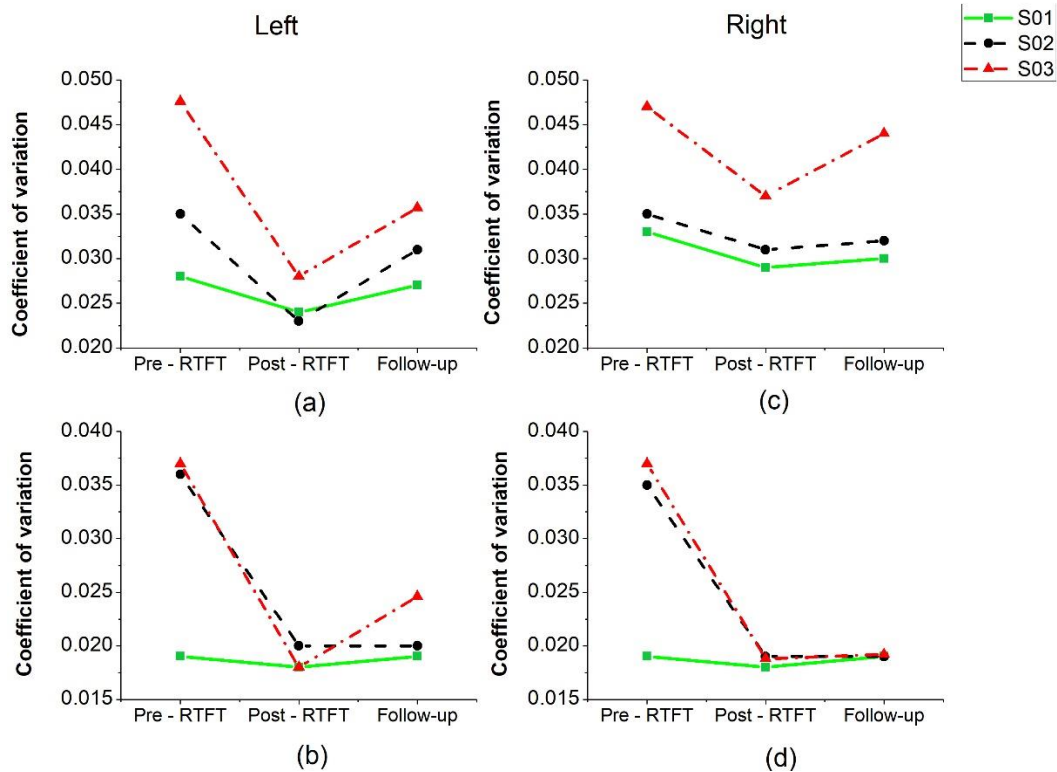 Left
Right
S01
S02
S03
0.050
0.045
0.040
0.035
0.030
0.025
0.020
Coefficient of variation
Pre - RTFT
Post - RTFT
Follow-up
(a)
0.050
0.045
0.040
0.035
0.030
0.025
0.020
Coefficient of variation
Pre - RTFT
Post - RTFT
Follow-up
(c)
0.040
0.035
0.030
0.025
0.020
0.015
Coefficient of variation
Pre - RTFT
Post - RTFT
Follow-up
(b)
0.040
0.035
0.030
0.025
0.020
0.015
Coefficient of variation
Pre - RTFT
Post - RTFT
Follow-up
(d)